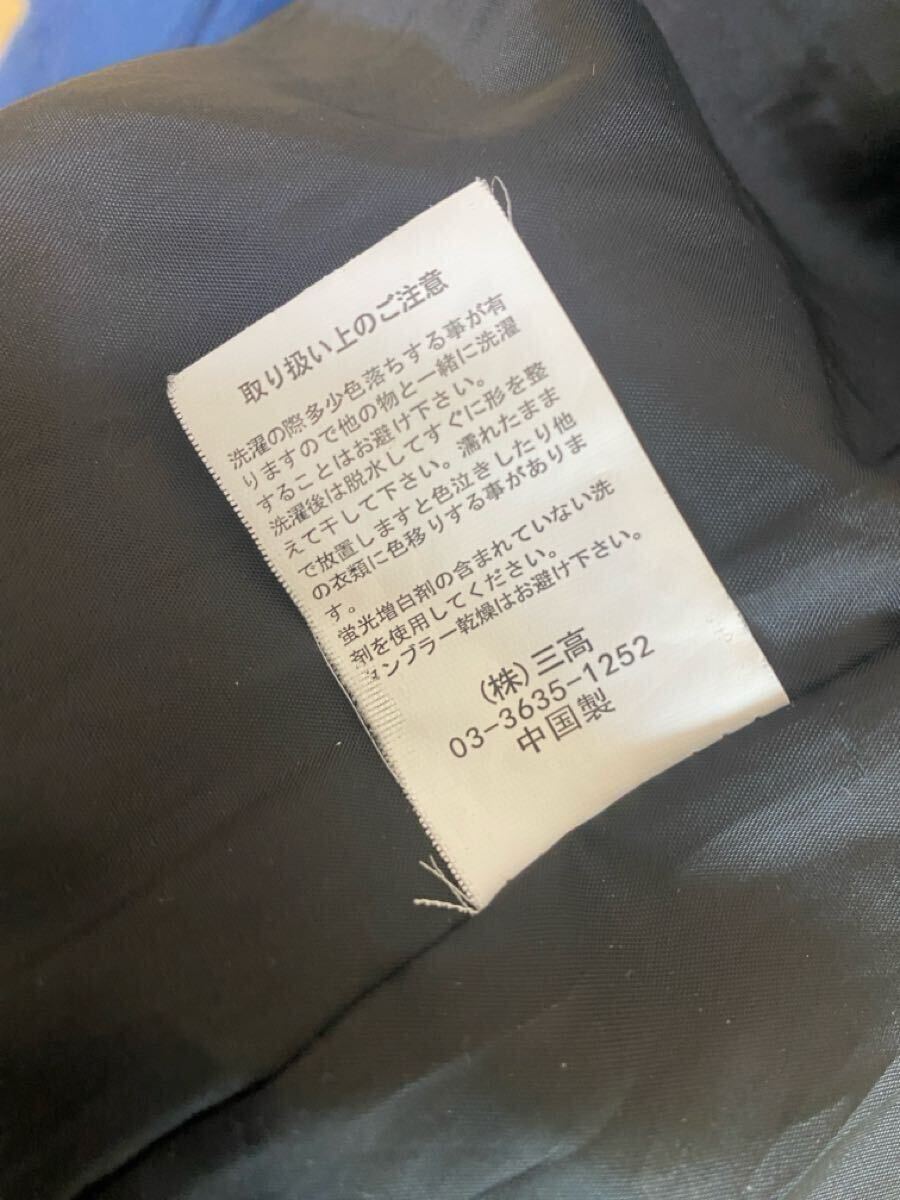 取り扱い上のご注意
洗濯の際多少色落ちする事が有
りますので他の物と一緒に洗濯
することはお避け下さい。
洗濯後は脱水してすぐに形を整
えて干して下さい。濡れたまま
で放置しますと色泣きしたり他
の衣類に色移りする事がありま
す。
蛍光増白剤の含まれていない洗
剤を使用してください。
タンブラー乾燥はお避け下さい。
(株)三高
03-3635-1252
中国製